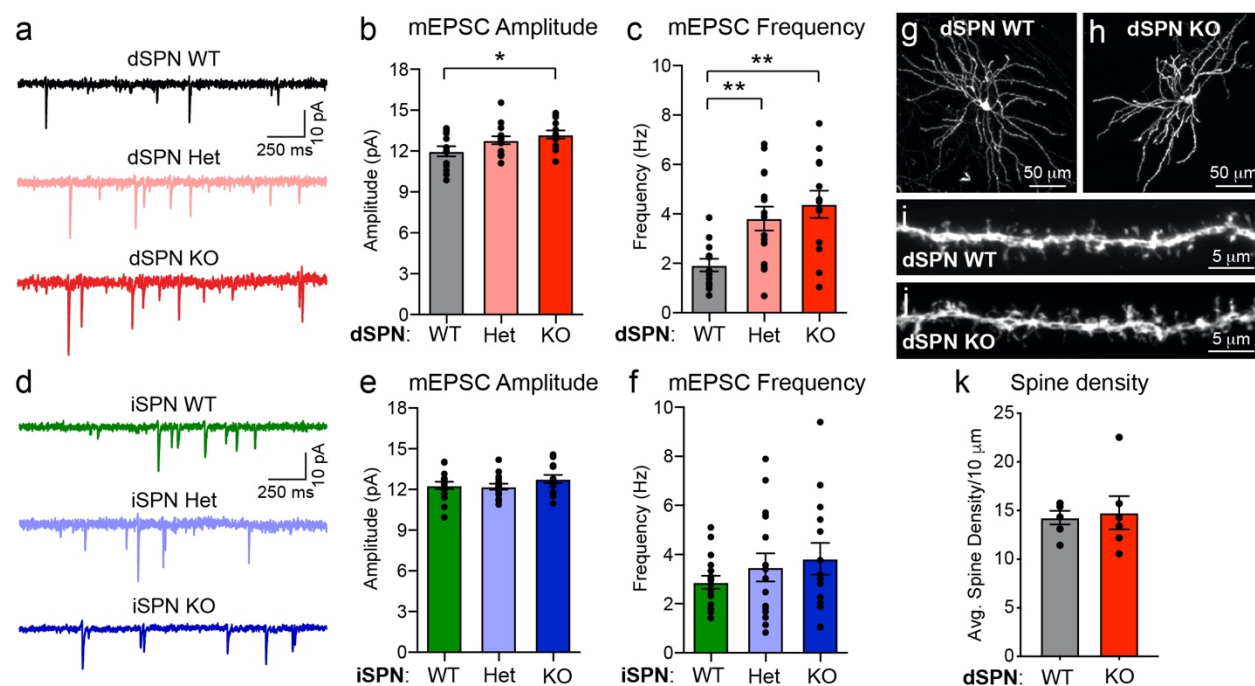 a
dSPN WT
10 pA
250 ms
dSPN Het
dSPN KO
b
mEPSC Amplitude
*
Amplitude (pA)
18
15
12
9
6
3
0
dSPN: WT Het KO
c
mEPSC Frequency
**
**
Frequency (Hz)
10
8
6
4
2
0
dSPN: WT Het KO
g
dSPN WT
50 μm
h
dSPN KO
50 μm
i
dSPN WT
5 μm
j
dSPN KO
5 μm
d
iSPN WT
10 pA
250 ms
iSPN Het
iSPN KO
e
mEPSC Amplitude
Amplitude (pA)
18
15
12
9
6
3
0
iSPN: WT Het KO
f
mEPSC Frequency
Frequency (Hz)
10
8
6
4
2
0
iSPN: WT Het KO
k
Spine density
Avg. Spine Density/10 μm
25
20
15
10
5
0
dSPN: WT KO